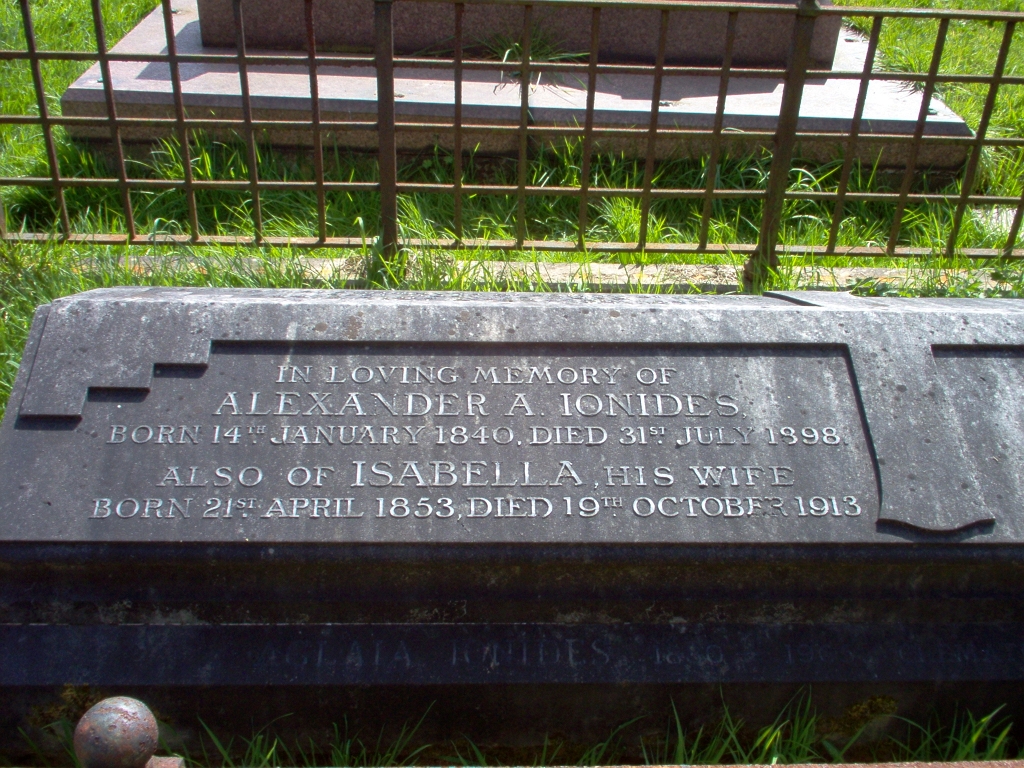 IN LOVING MEMORY OF
ALEXANDER A. IONIDES,
BORN 14TH JANUARY 1840, DIED 31ST JULY 1898.
ALSO OF ISABELLA, HIS WIFE
BORN 21ST APRIL 1853, DIED 19TH OCTOBER 1913
AGLAIA IONIDES